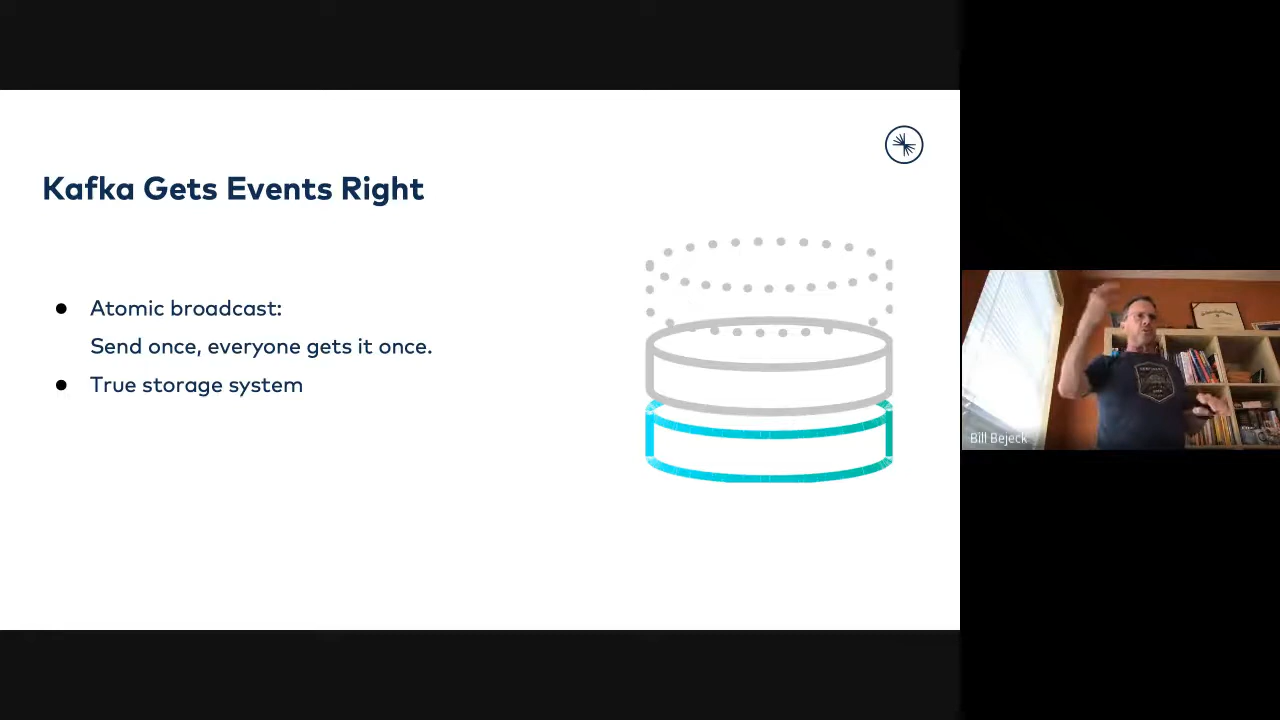 Kafka Gets Events Right
● Atomic broadcast:
Send once, everyone gets it once.
● True storage system
Bill Bejeck